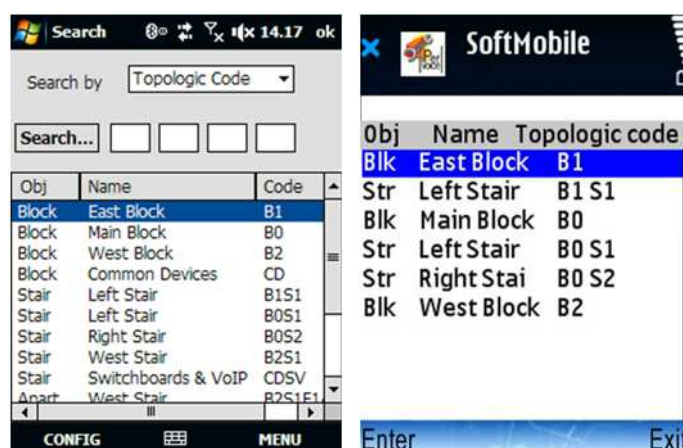 Search 14.17 ok
Search by Topologic Code
Search...
Obj Name Code
Block East Block B1
Block Main Block B0
Block West Block B2
Block Common Devices CD
Stair Left Stair B1S1
Stair Left Stair B0S1
Stair Right Stair B0S2
Stair West Stair B2S1
Stair Switchboards & VoIP CDSV
Apart West Stair B2S1F1
CONFIG MENU
SoftMobile
Obj Name Topologic code
Blk East Block B1
Str Left Stair B1 S1
Blk Main Block B0
Str Left Stair B0 S1
Str Right Stai B0 S2
Blk West Block B2
Enter Exi